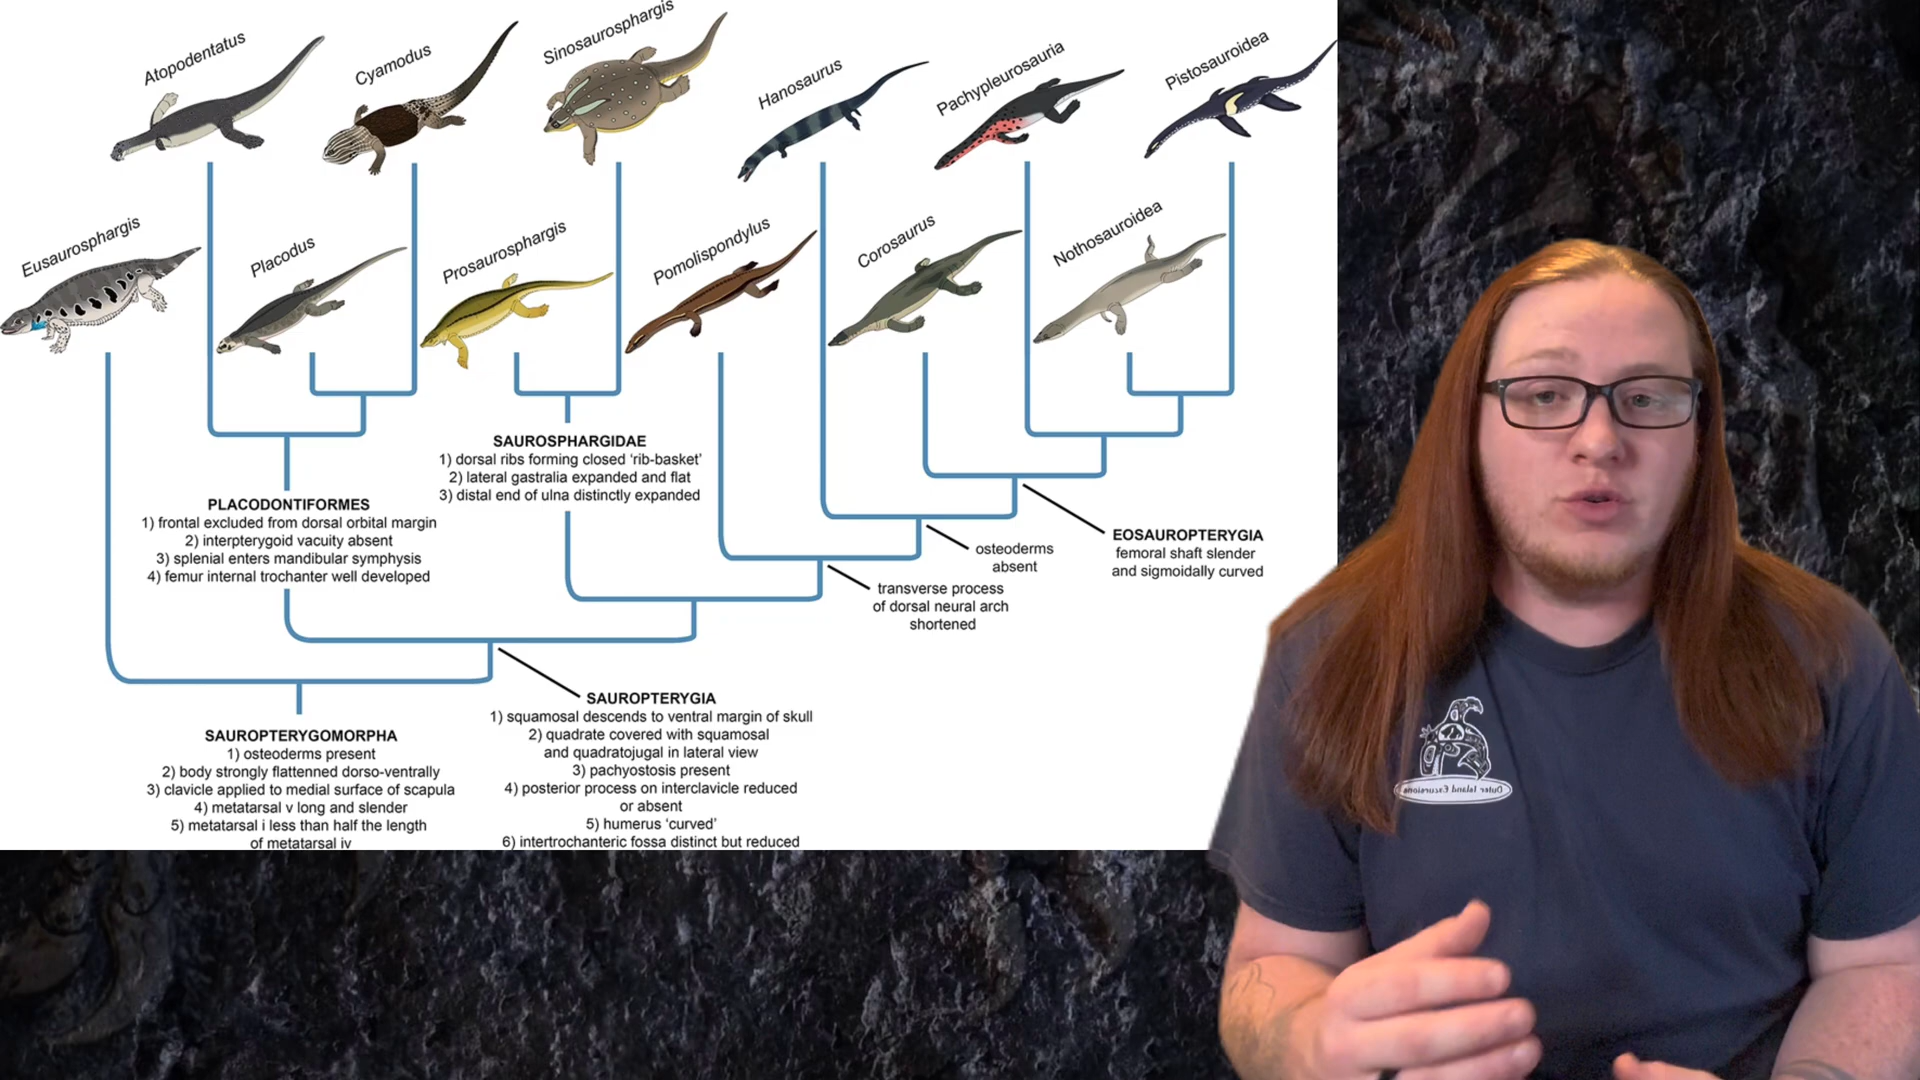 Atopodentatus
Cyamodus
Sinosaurosphargis
Hanosaurus
Pachypleurosauria
Pistosauroidea
Eusaurosphargis
Placodus
Prosaurosphargis
Pomolispondylus
Corosaurus
Nothosauroidea
SAUROSPHARGIDAE
1) dorsal ribs forming closed ‘rib-basket’
2) lateral gastralia expanded and flat
3) distal end of ulna distinctly expanded
PLACODONTIFORMES
1) frontal excluded from dorsal orbital margin
2) interpterygoid vacuity absent
3) splenial enters mandibular symphysis
4) femur internal trochanter well developed
EOSAUROPTERYGIA
femoral shaft slender
and sigmoidally curved
osteoderms
absent
transverse process
of dorsal neural arch
shortened
SAUROPTERYGIA
1) squamosal descends to ventral margin of skull
2) quadrate covered with squamosal
and quadratojugal in lateral view
3) pachyostosis present
4) posterior process on interclavicle reduced
or absent
5) humerus ‘curved’
6) intertrochanteric fossa distinct but reduced
SAUROPTERYGOMORPHA
1) osteoderms present
2) body strongly flattenned dorso-ventrally
3) clavicle applied to medial surface of scapula
4) metatarsal v long and slender
5) metatarsal i less than half the length
of metatarsal iv
Outer Island Excursions